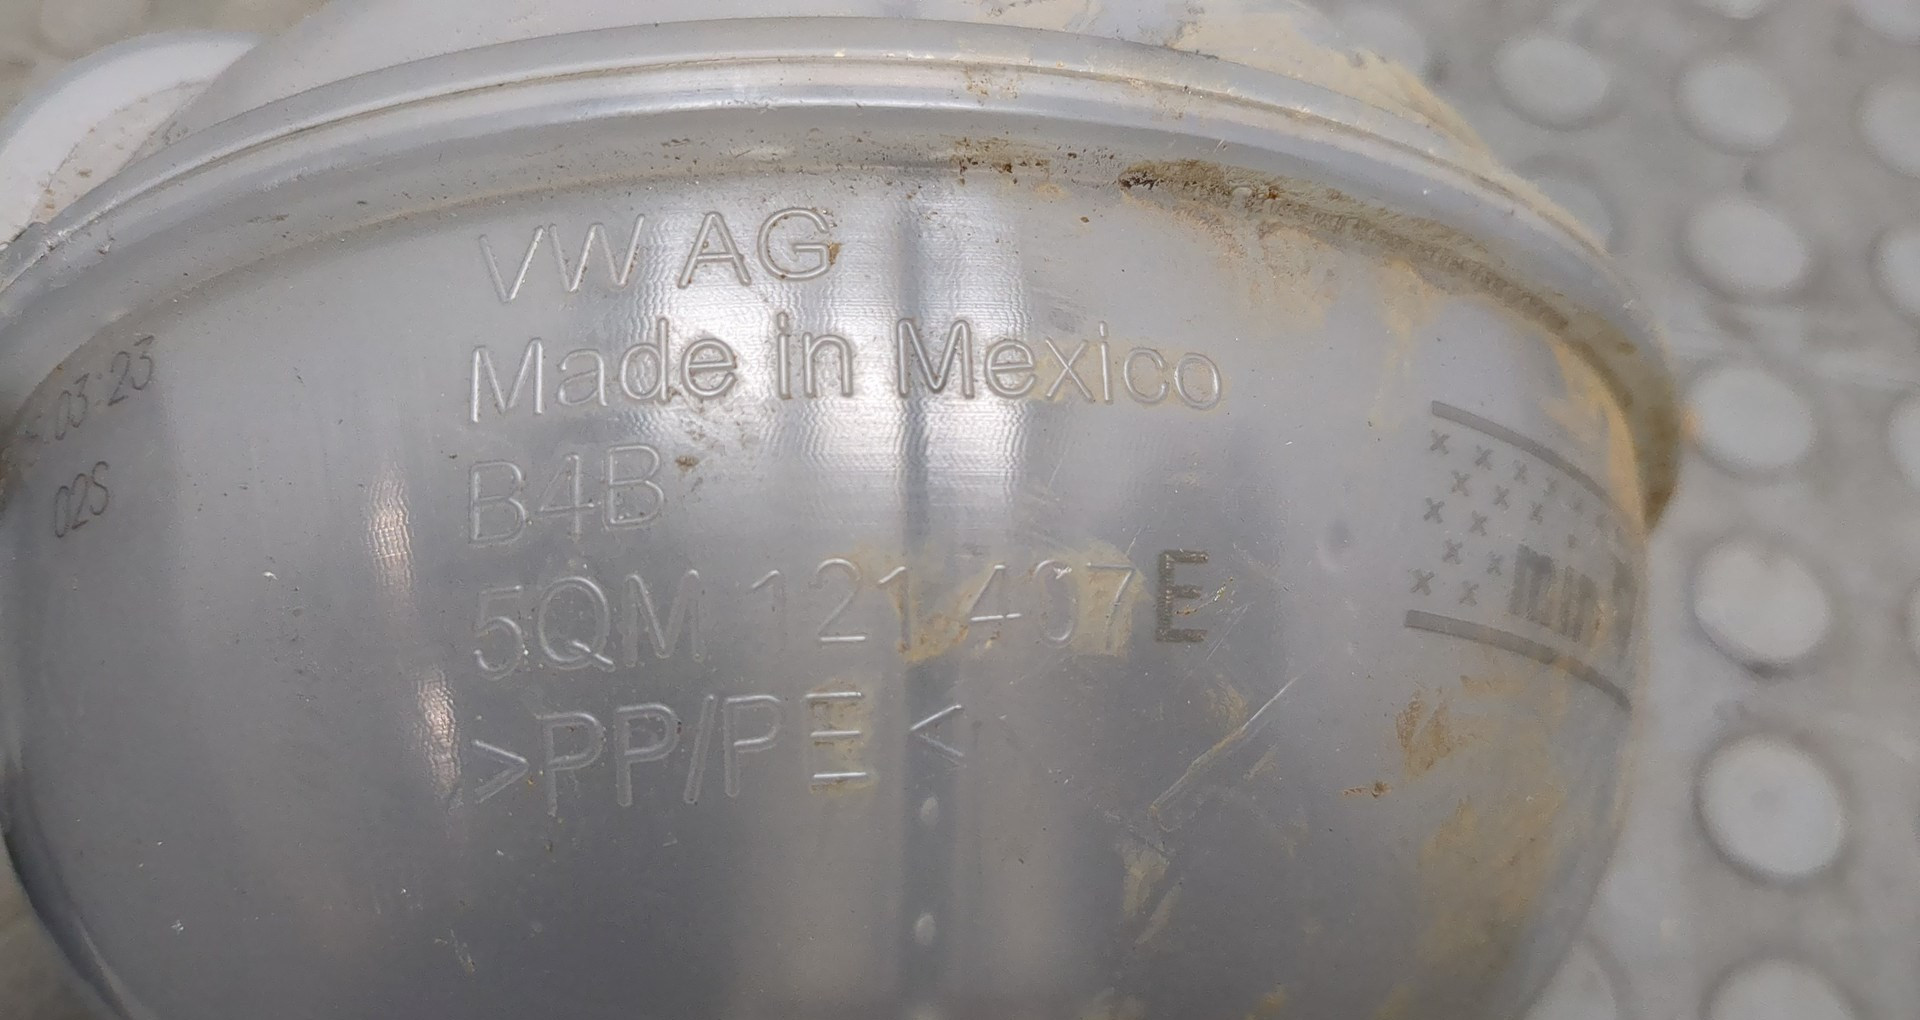 VW AG
Made in Mexico
B4B
5QM 121 407 E
>PP/PE<
03:23
02S